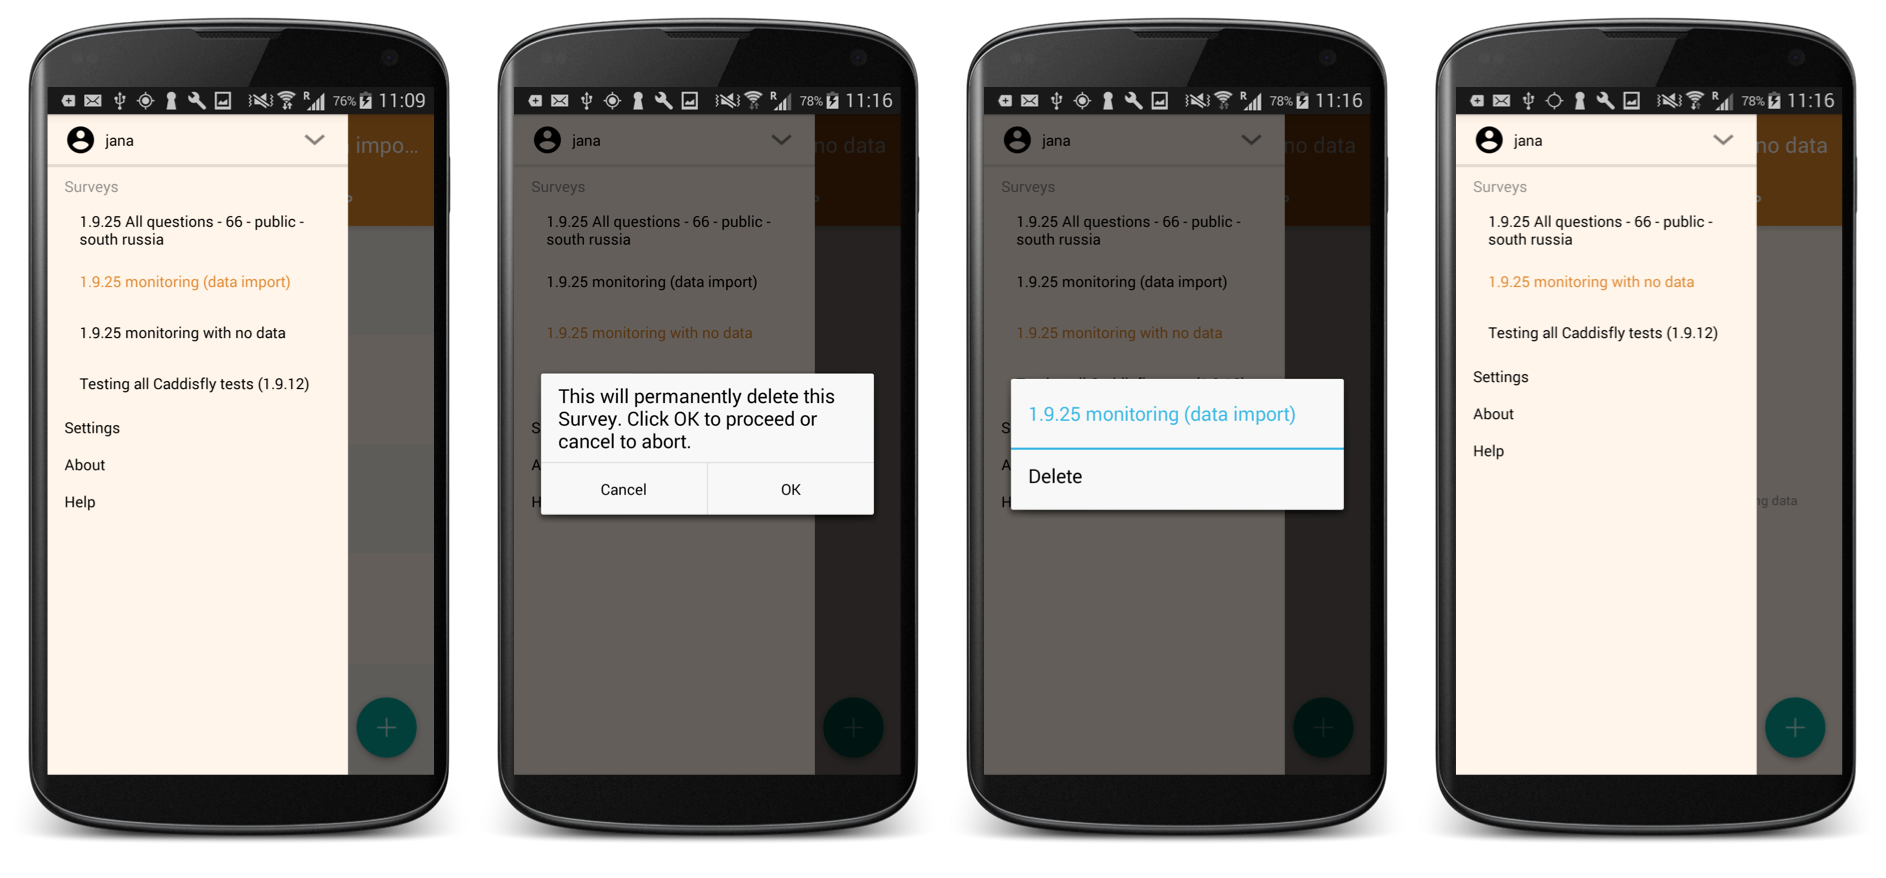 R 76% 11:09
jana
impo...
Surveys
1.9.25 All questions - 66 - public -
south russia
1.9.25 monitoring (data import)
1.9.25 monitoring with no data
Testing all Caddisfly tests (1.9.12)
Settings
About
Help
R 78% 11:16
jana
no data
Surveys
1.9.25 All questions - 66 - public -
south russia
1.9.25 monitoring (data import)
1.9.25 monitoring with no data
This will permanently delete this
Survey. Click OK to proceed or
cancel to abort.
Cancel OK
R 78% 11:16
jana
no data
Surveys
1.9.25 All questions - 66 - public -
south russia
1.9.25 monitoring (data import)
1.9.25 monitoring with no data
1.9.25 monitoring (data import)
Delete
R 78% 11:16
jana
no data
Surveys
1.9.25 All questions - 66 - public -
south russia
1.9.25 monitoring with no data
Testing all Caddisfly tests (1.9.12)
Settings
About
Help
ng data